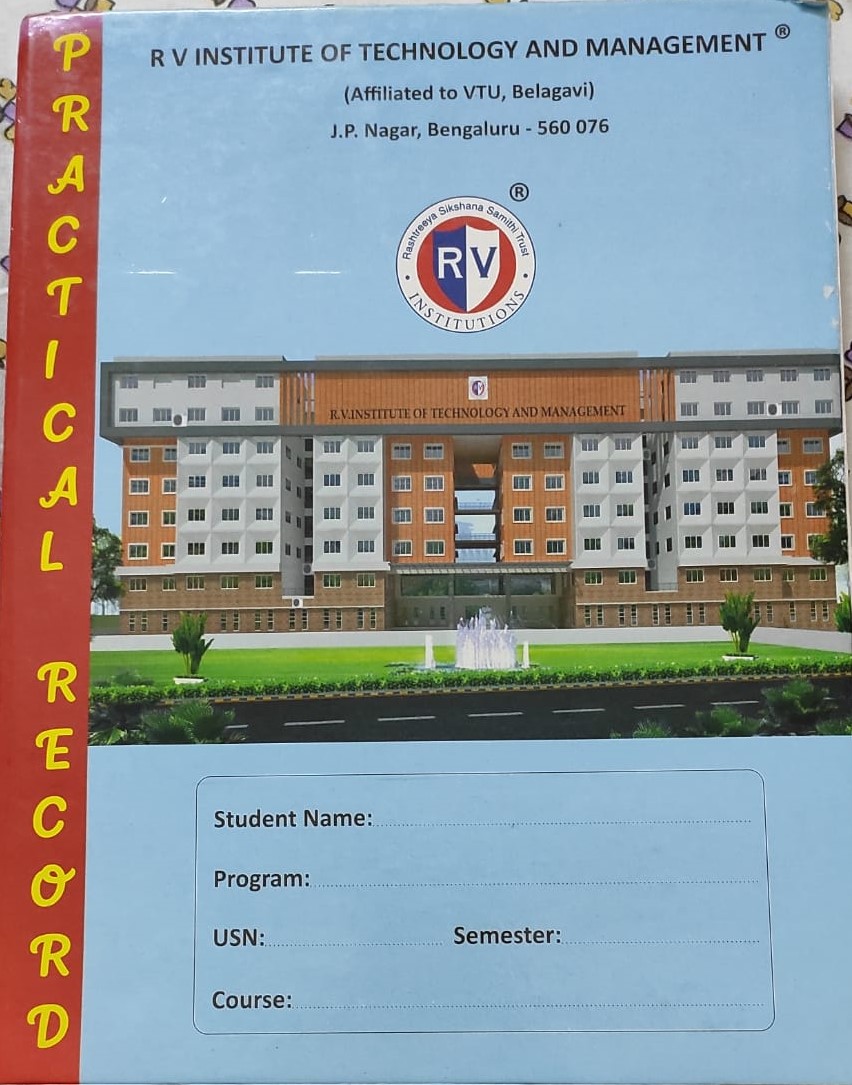 PRACTICAL RECORD
R V INSTITUTE OF TECHNOLOGY AND MANAGEMENT ®
(Affiliated to VTU, Belagavi)
J.P. Nagar, Bengaluru - 560 076
®
Rashtreeya Sikshana Samithi Trust
RV
INSTITUTIONS
R.V.INSTITUTE OF TECHNOLOGY AND MANAGEMENT
Student Name:
Program:
USN: Semester:
Course: